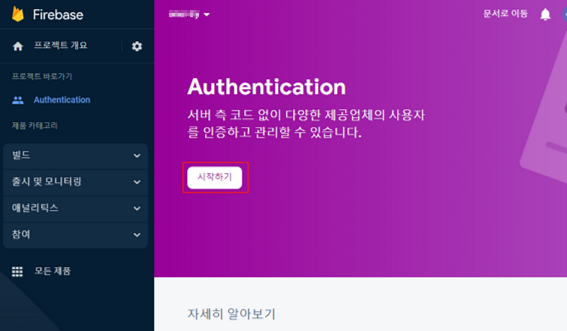 Firebase
문서로 이동
프로젝트 개요
프로젝트 바로가기
Authentication
제품 카테고리
빌드
출시 및 모니터링
애널리틱스
참여
모든 제품
Authentication
서버 측 코드 없이 다양한 제공업체의 사용자
를 인증하고 관리할 수 있습니다.
시작하기
자세히 알아보기